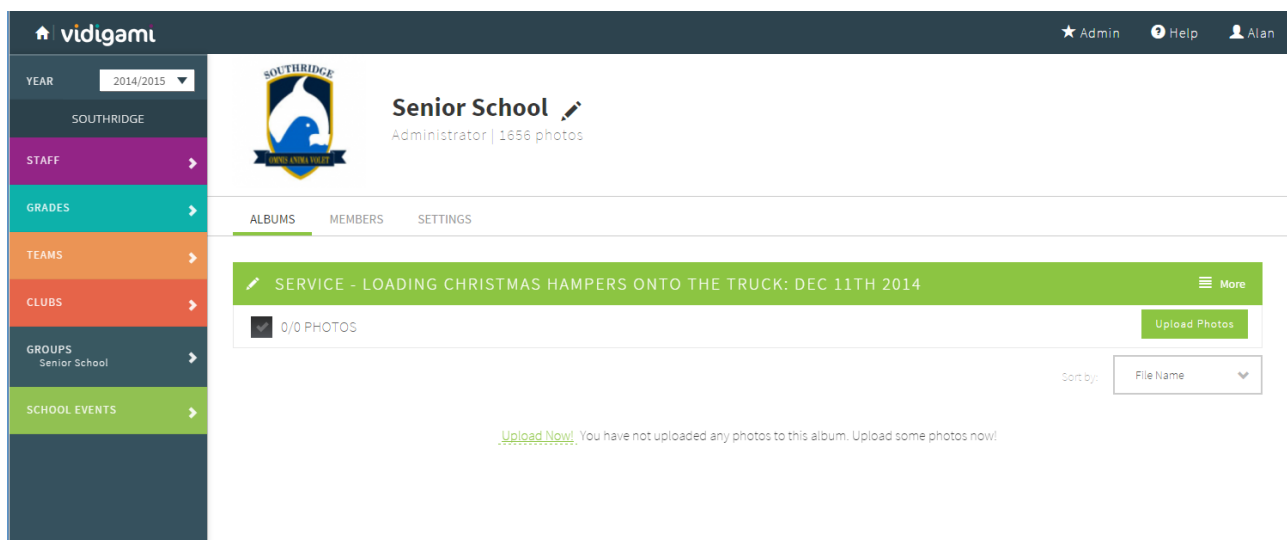 vidigami
Admin
Help
Alan
YEAR
2014/2015
SOUTHRIDGE
STAFF
GRADES
TEAMS
CLUBS
GROUPS
Senior School
SCHOOL EVENTS
SOUTHRIDGE
OMNIS ANIMA VOLET
Senior School
Administrator | 1656 photos
ALBUMS MEMBERS SETTINGS
SERVICE - LOADING CHRISTMAS HAMPERS ONTO THE TRUCK: DEC 11TH 2014
More
0/0 PHOTOS
Upload Photos
Sort by:
File Name
Upload Now! You have not uploaded any photos to this album. Upload some photos now!